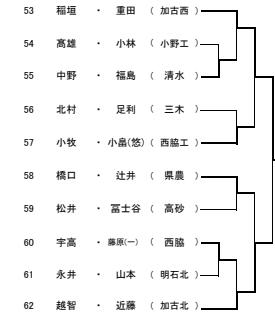 53 稲垣 ・ 重田 ( 加古西 )
54 高雄 ・ 小林 ( 小野工 )
55 中野 ・ 福島 ( 清水 )
56 北村 ・ 足利 ( 三木 )
57 小牧 ・ 小畠(悠) ( 西脇工 )
58 橋口 ・ 辻井 ( 県農 )
59 松井 ・ 冨士谷 ( 高砂 )
60 宇高 ・ 藤原(一) ( 西脇 )
61 永井 ・ 山本 ( 明石北 )
62 越智 ・ 近藤 ( 加古北 )